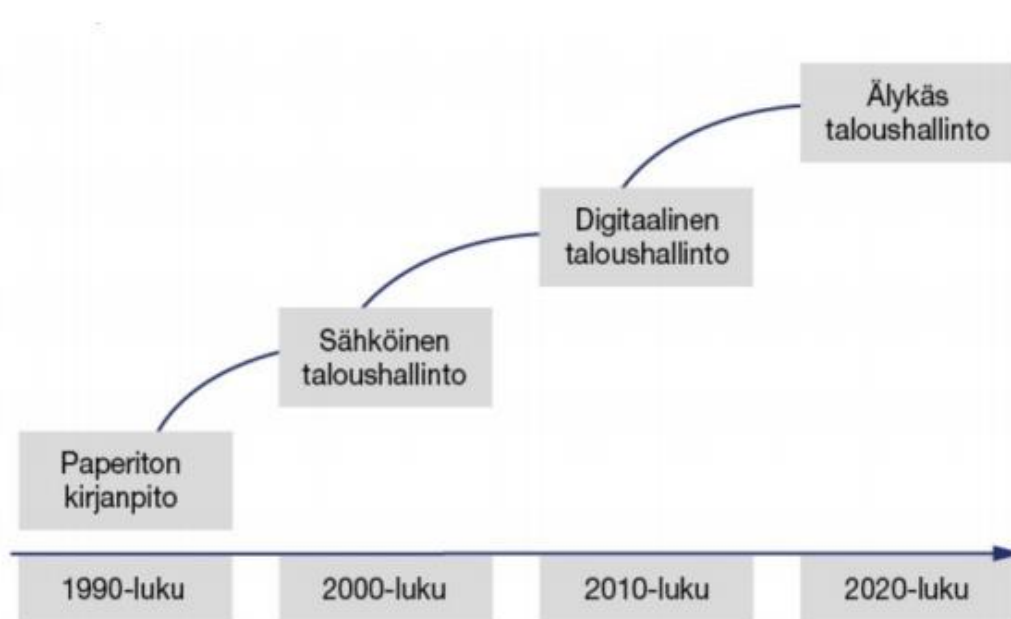 Älykäs
taloushallinto
Digitaalinen
taloushallinto
Sähköinen
taloushallinto
Paperiton
kirjanpito
1990-luku
2000-luku
2010-luku
2020-luku